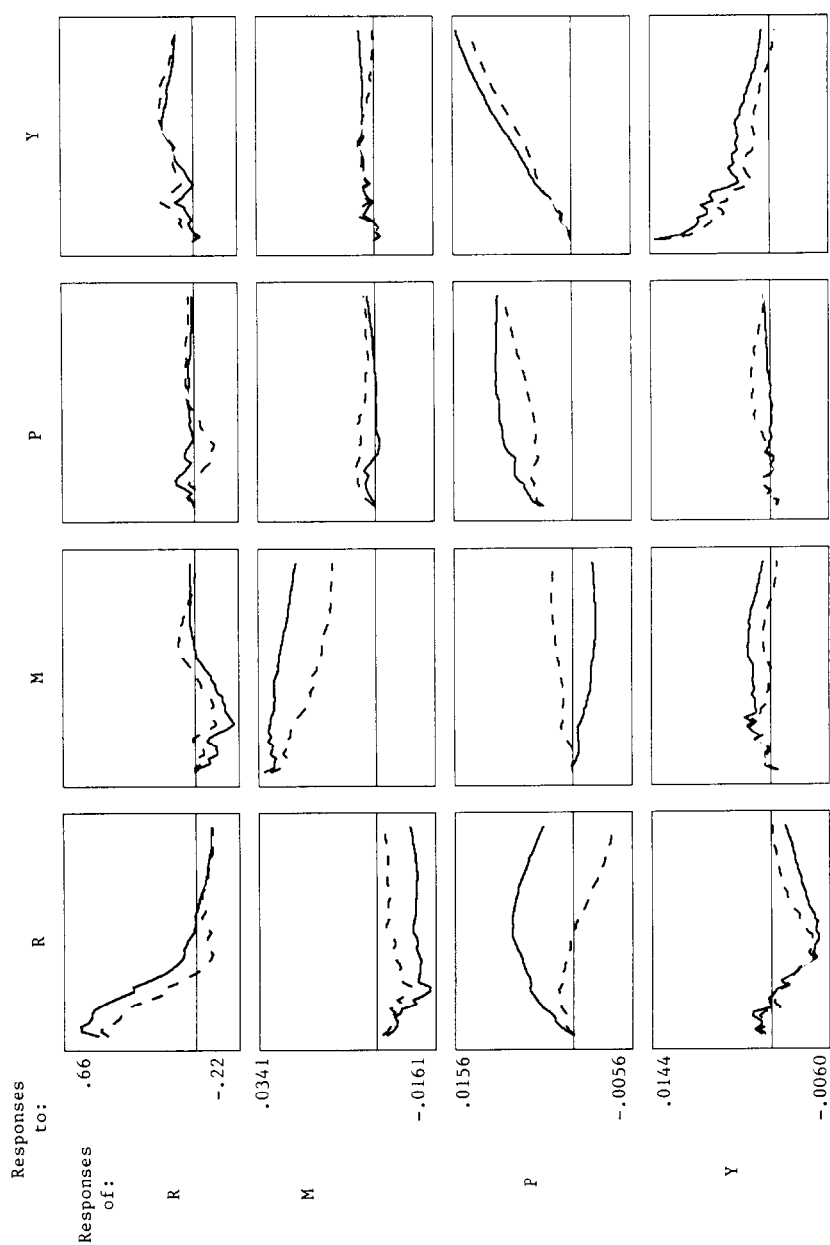 Responses
to:
R M P Y
Responses
of:
R
.66
-.22
M
.0341
-.0161
P
.0156
-.0056
Y
.0144
-.0060